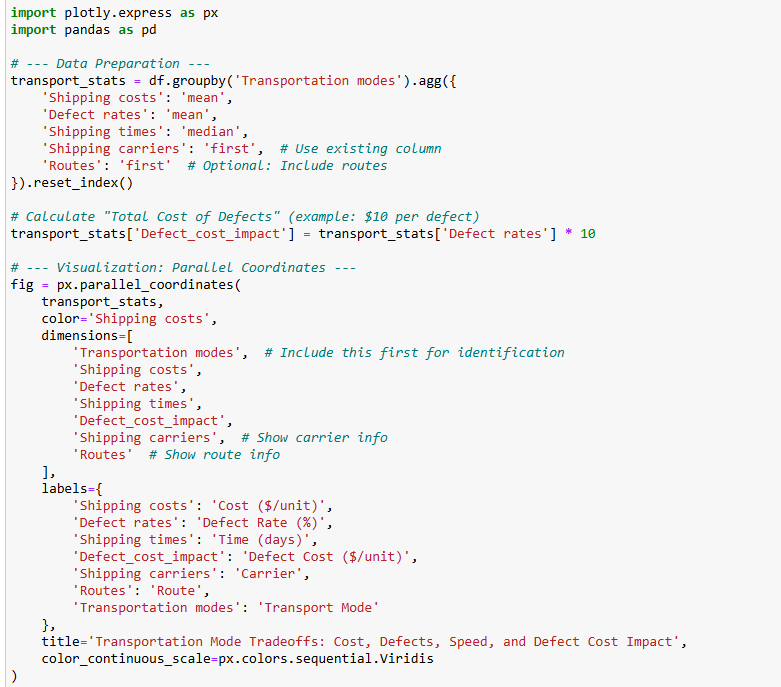 import plotly.express as px
import pandas as pd

# --- Data Preparation ---
transport_stats = df.groupby('Transportation modes').agg({
    'Shipping costs': 'mean',
    'Defect rates': 'mean',
    'Shipping times': 'median',
    'Shipping carriers': 'first',  # Use existing column
    'Routes': 'first'  # Optional: Include routes
}).reset_index()

# Calculate "Total Cost of Defects" (example: $10 per defect)
transport_stats['Defect_cost_impact'] = transport_stats['Defect rates'] * 10

# --- Visualization: Parallel Coordinates ---
fig = px.parallel_coordinates(
    transport_stats,
    color='Shipping costs',
    dimensions=[
        'Transportation modes',  # Include this first for identification
        'Shipping costs',
        'Defect rates',
        'Shipping times',
        'Defect_cost_impact',
        'Shipping carriers',  # Show carrier info
        'Routes'  # Show route info
    ],
    labels={
        'Shipping costs': 'Cost ($/unit)',
        'Defect rates': 'Defect Rate (%)',
        'Shipping times': 'Time (days)',
        'Defect_cost_impact': 'Defect Cost ($/unit)',
        'Shipping carriers': 'Carrier',
        'Routes': 'Route',
        'Transportation modes': 'Transport Mode'
    },
    title='Transportation Mode Tradeoffs: Cost, Defects, Speed, and Defect Cost Impact',
    color_continuous_scale=px.colors.sequential.Viridis
)